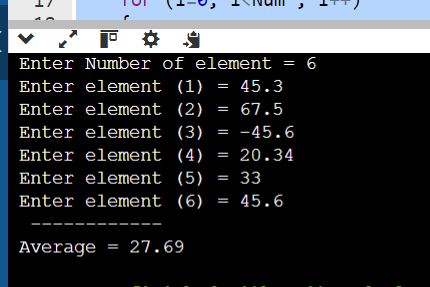 17 for (i=0; i<Num ; i++)
Enter Number of element = 6
Enter element (1) = 45.3
Enter element (2) = 67.5
Enter element (3) = -45.6
Enter element (4) = 20.34
Enter element (5) = 33
Enter element (6) = 45.6
------------
Average = 27.69